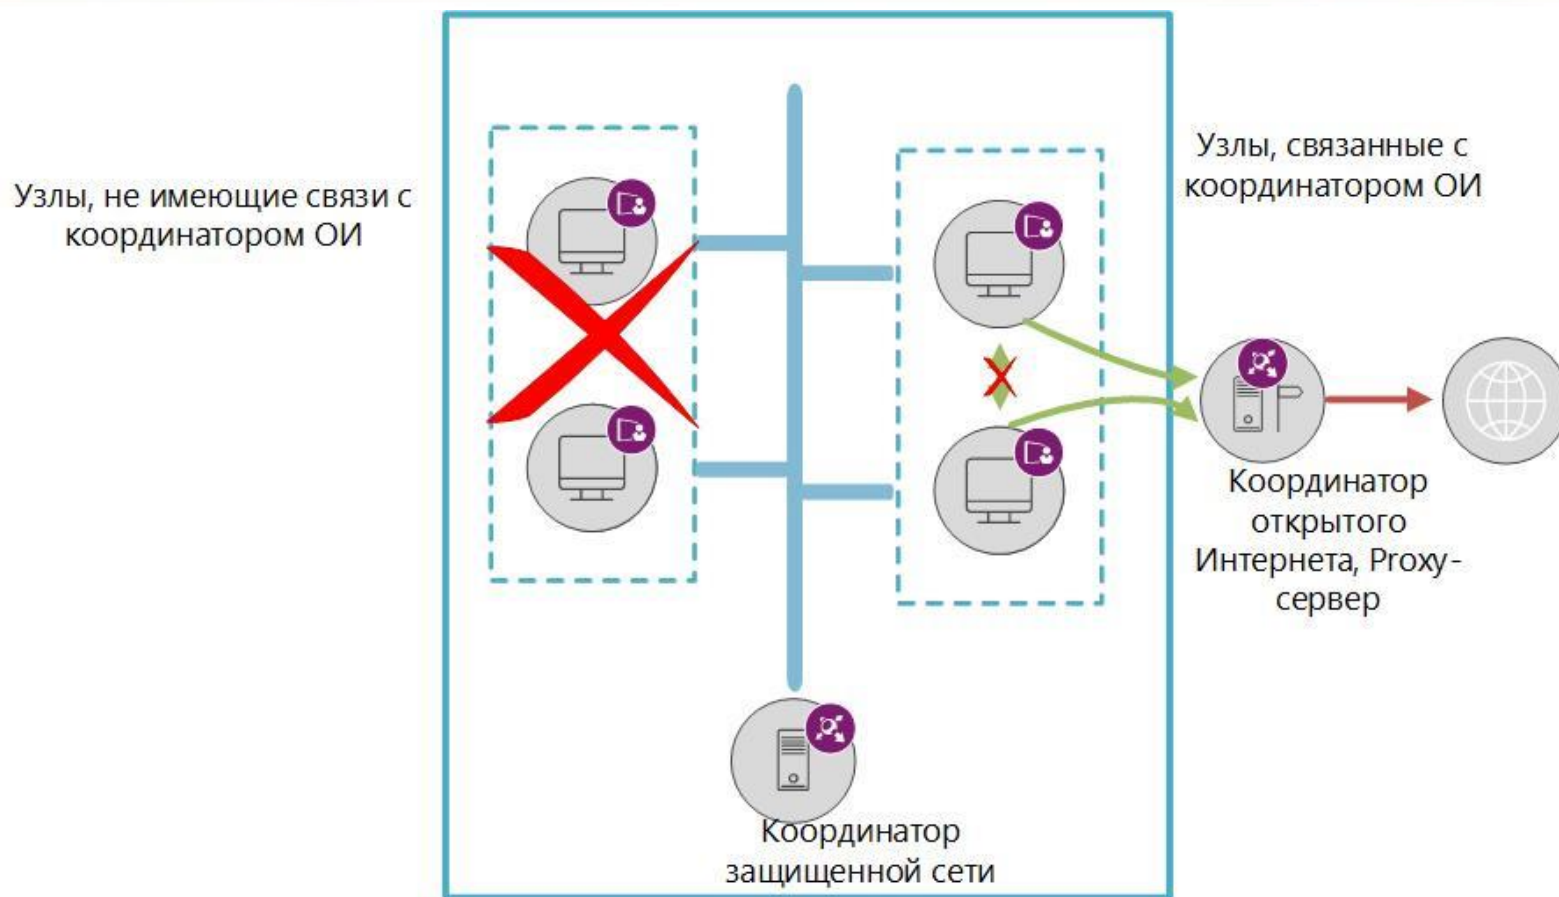 Узлы, не имеющие связи с
координатором ОИ
Узлы, связанные с
координатором ОИ
Координатор
открытого
Интернета, Proxy-
сервер
Координатор
защищенной сети